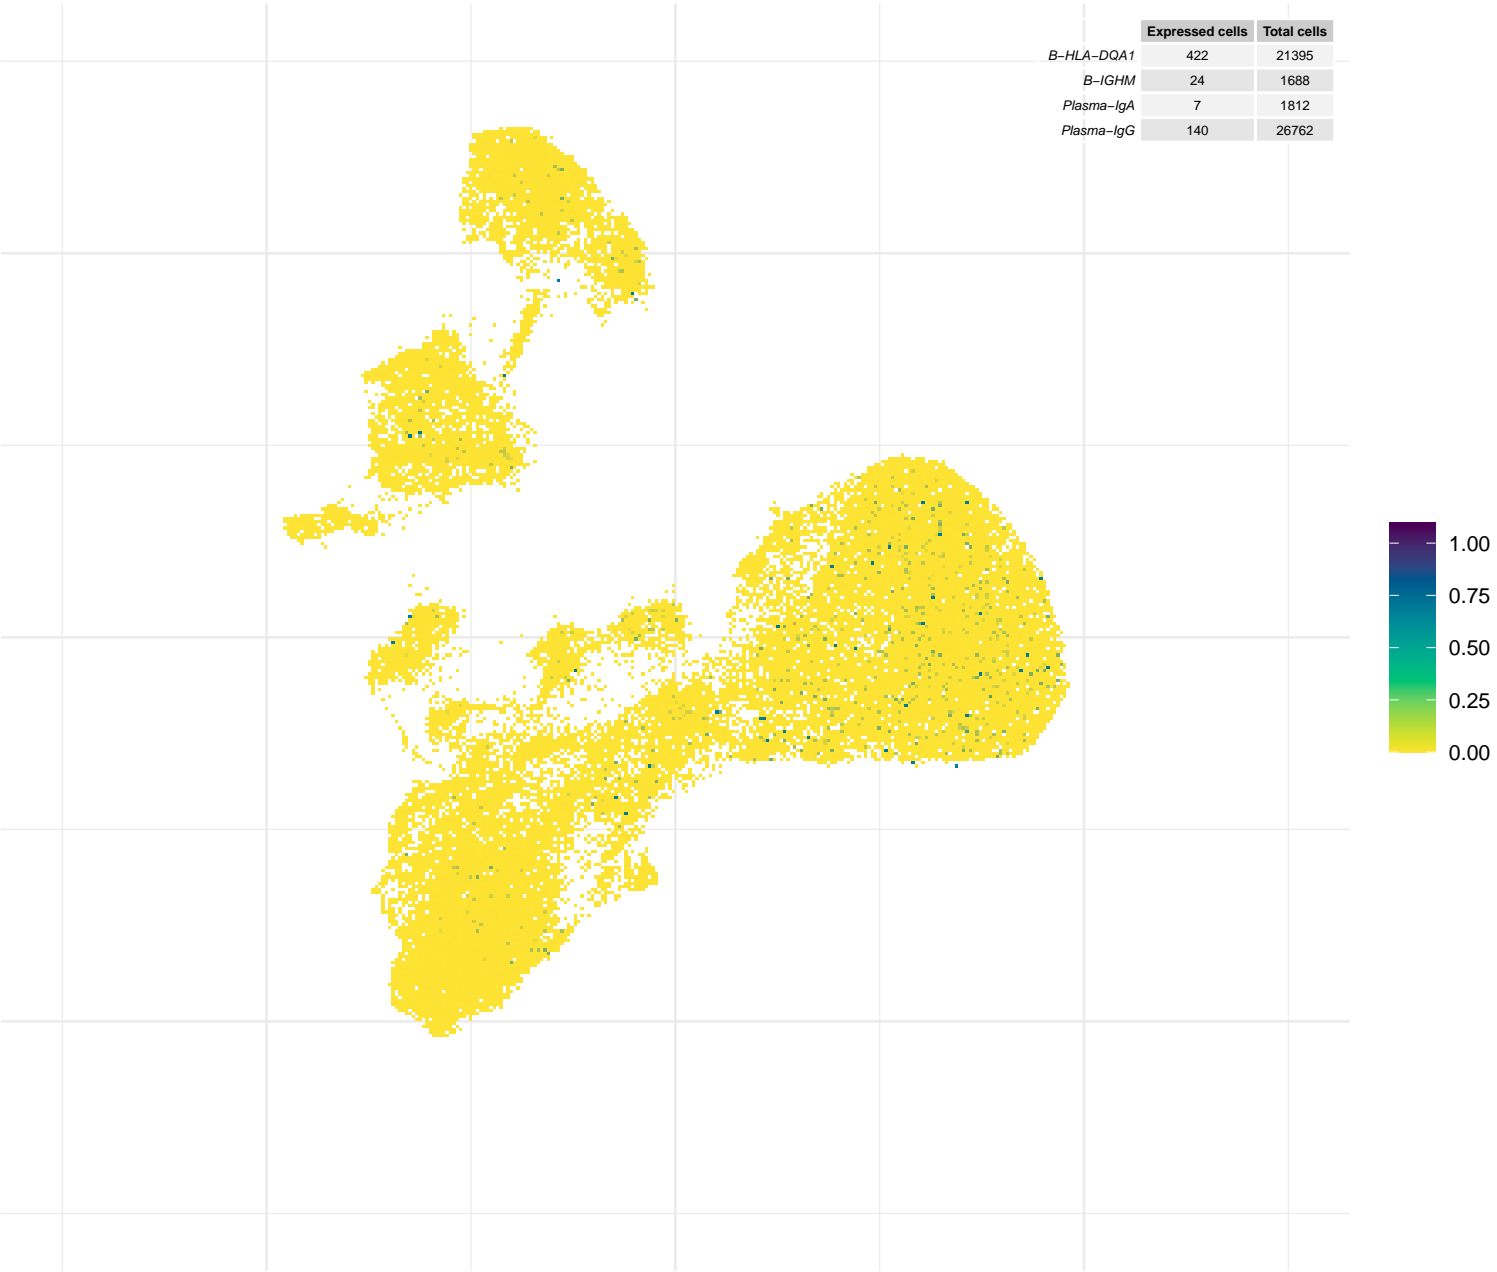 Expressed cells Total cells
B−HLA−DQA1 422 21395
B−IGHM 24 1688
Plasma−IgA 7 1812
Plasma−IgG 140 26762
1.00
0.75
0.50
0.25
0.00